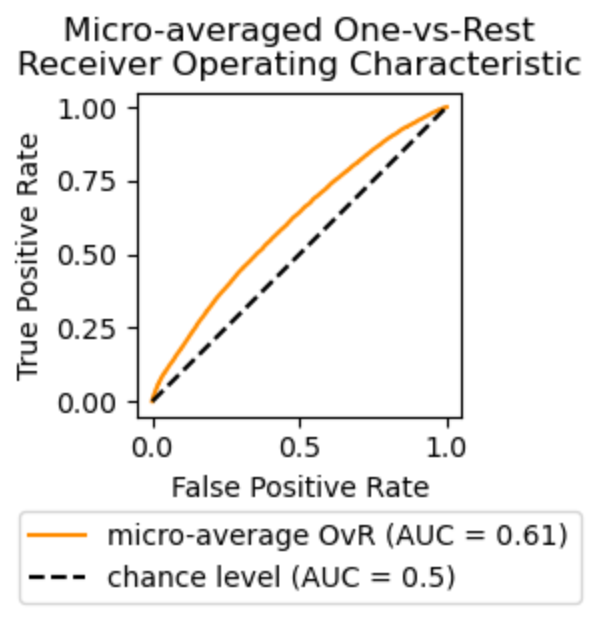 Micro-averaged One-vs-Rest
Receiver Operating Characteristic
1.00
0.75
0.50
0.25
0.00
True Positive Rate
0.0 0.5 1.0
False Positive Rate
micro-average OvR (AUC = 0.61)
chance level (AUC = 0.5)